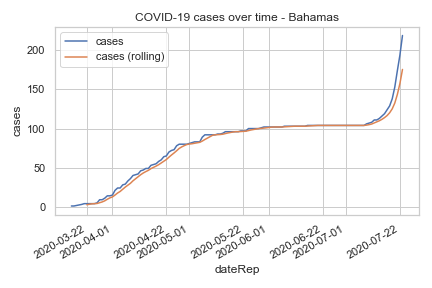 COVID-19 cases over time - Bahamas
cases
cases (rolling)
200
150
100
50
0
cases
2020-03-22
2020-04-01
2020-04-22
2020-05-01
2020-05-22
2020-06-01
2020-06-22
2020-07-01
2020-07-22
dateRep